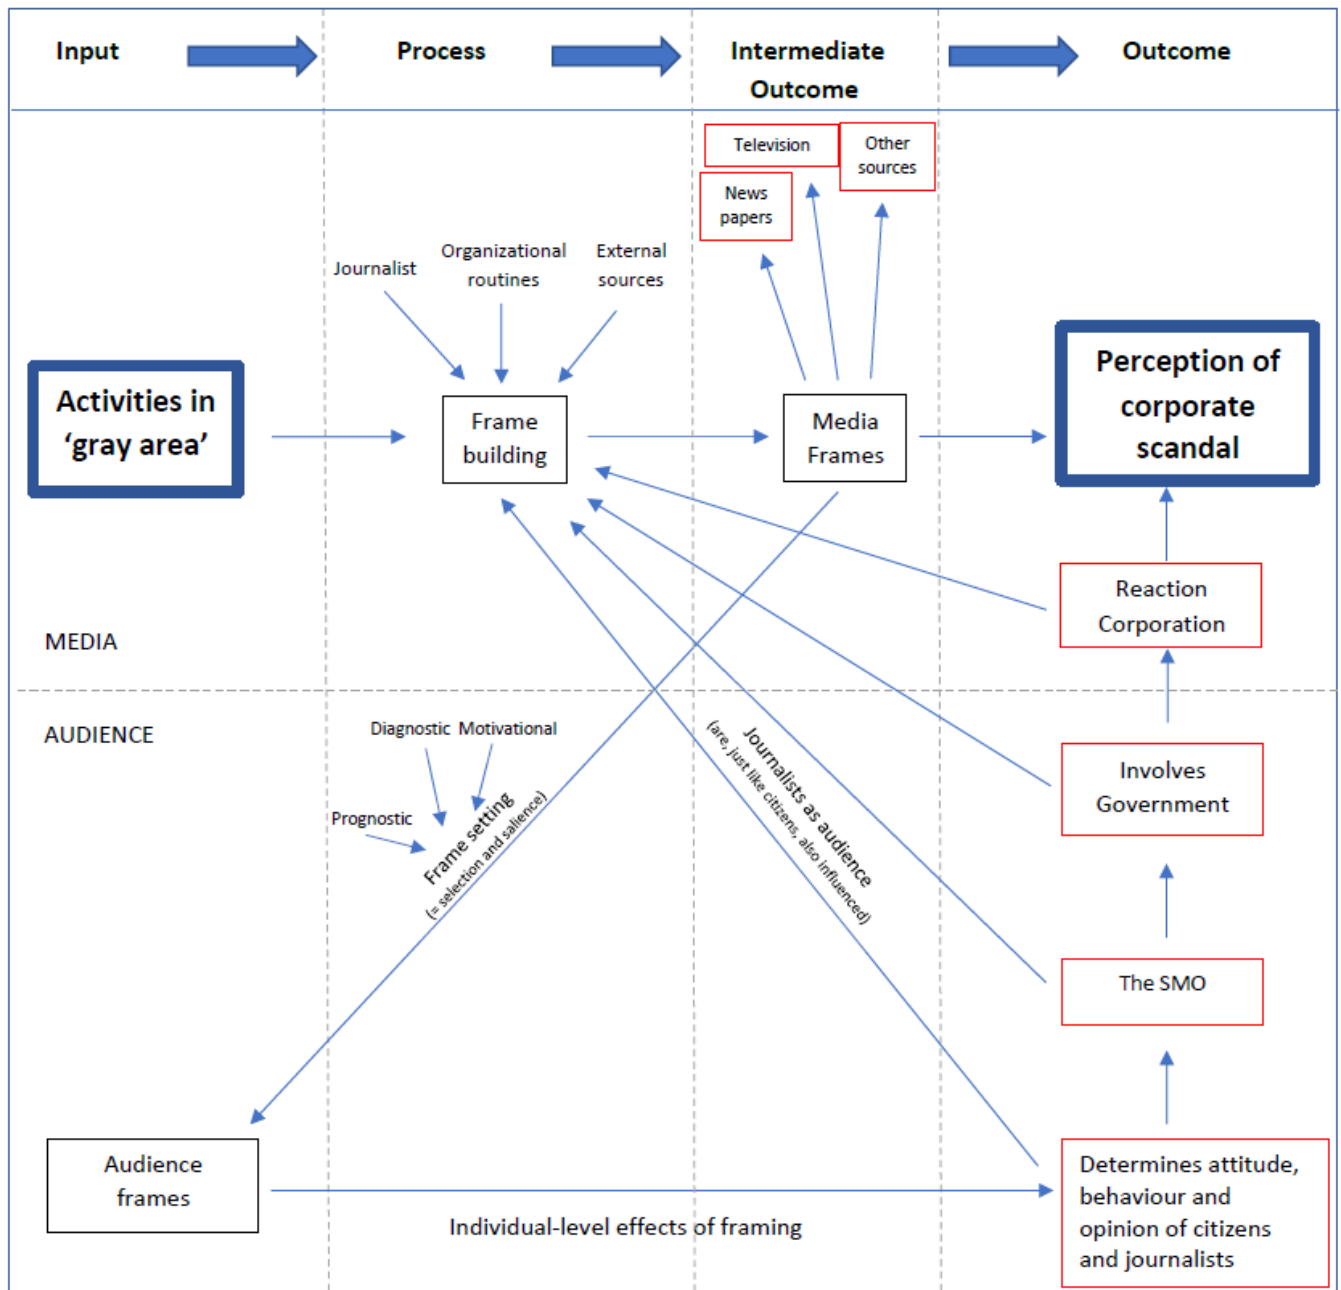 Input
Process
Intermediate
Outcome
Outcome
Television
Other
sources
News
papers
Journalist
Organizational
routines
External
sources
Activities in
‘gray area’
Frame
building
Media
Frames
Perception of
corporate
scandal
Reaction
Corporation
MEDIA
AUDIENCE
Diagnostic
Motivational
Prognostic
Frame setting
(= selection and salience)
Journalists as audience
(are, just like citizens, also influenced)
Involves
Government
The SMO
Audience
frames
Individual-level effects of framing
Determines attitude,
behaviour and
opinion of citizens
and journalists